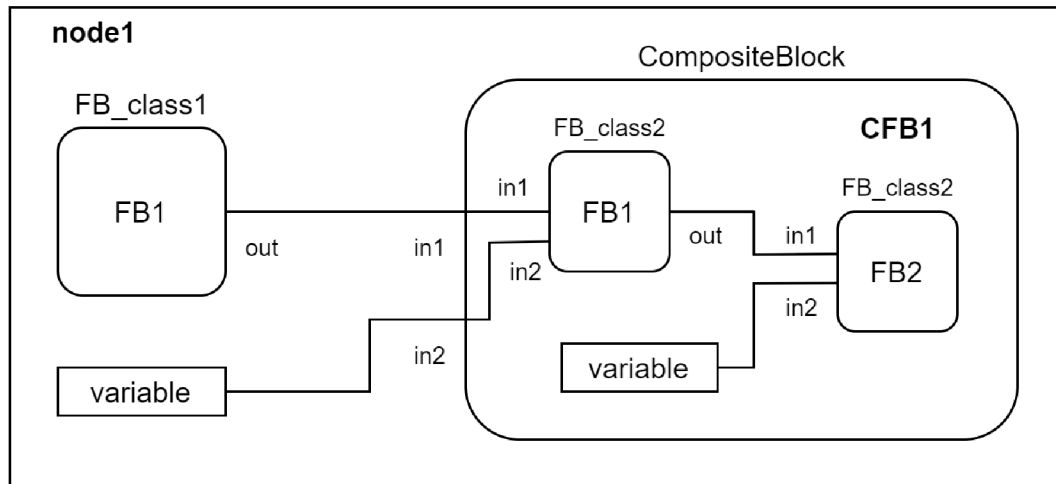 node1
CompositeBlock
FB_class1
FB1
out
variable
in1
in2
CFB1
FB_class2
in1
FB1
in2
out
FB_class2
in1
FB2
in2
variable